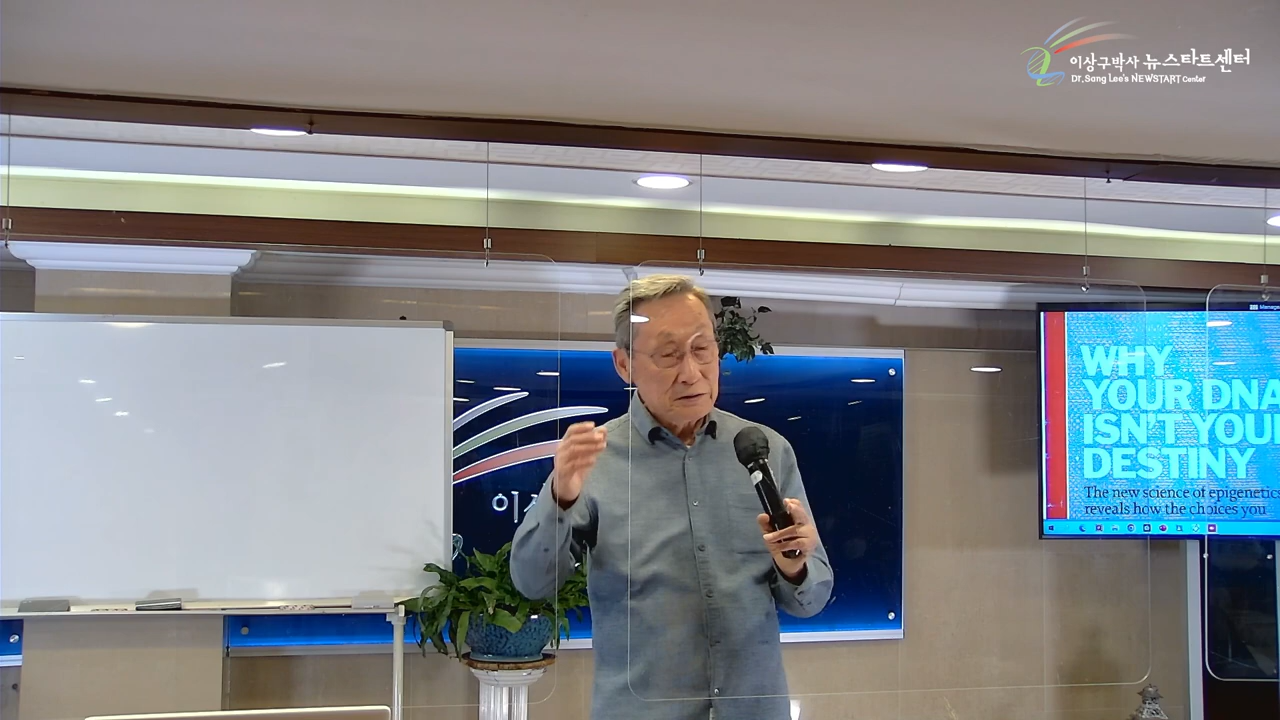 이상구박사 뉴스타트센터
Dr. Sang Lee's NEWSTART Center
WHY
YOUR DNA
ISN'T YOU
DESTINY
The new science of epigenetics
reveals how the choices you